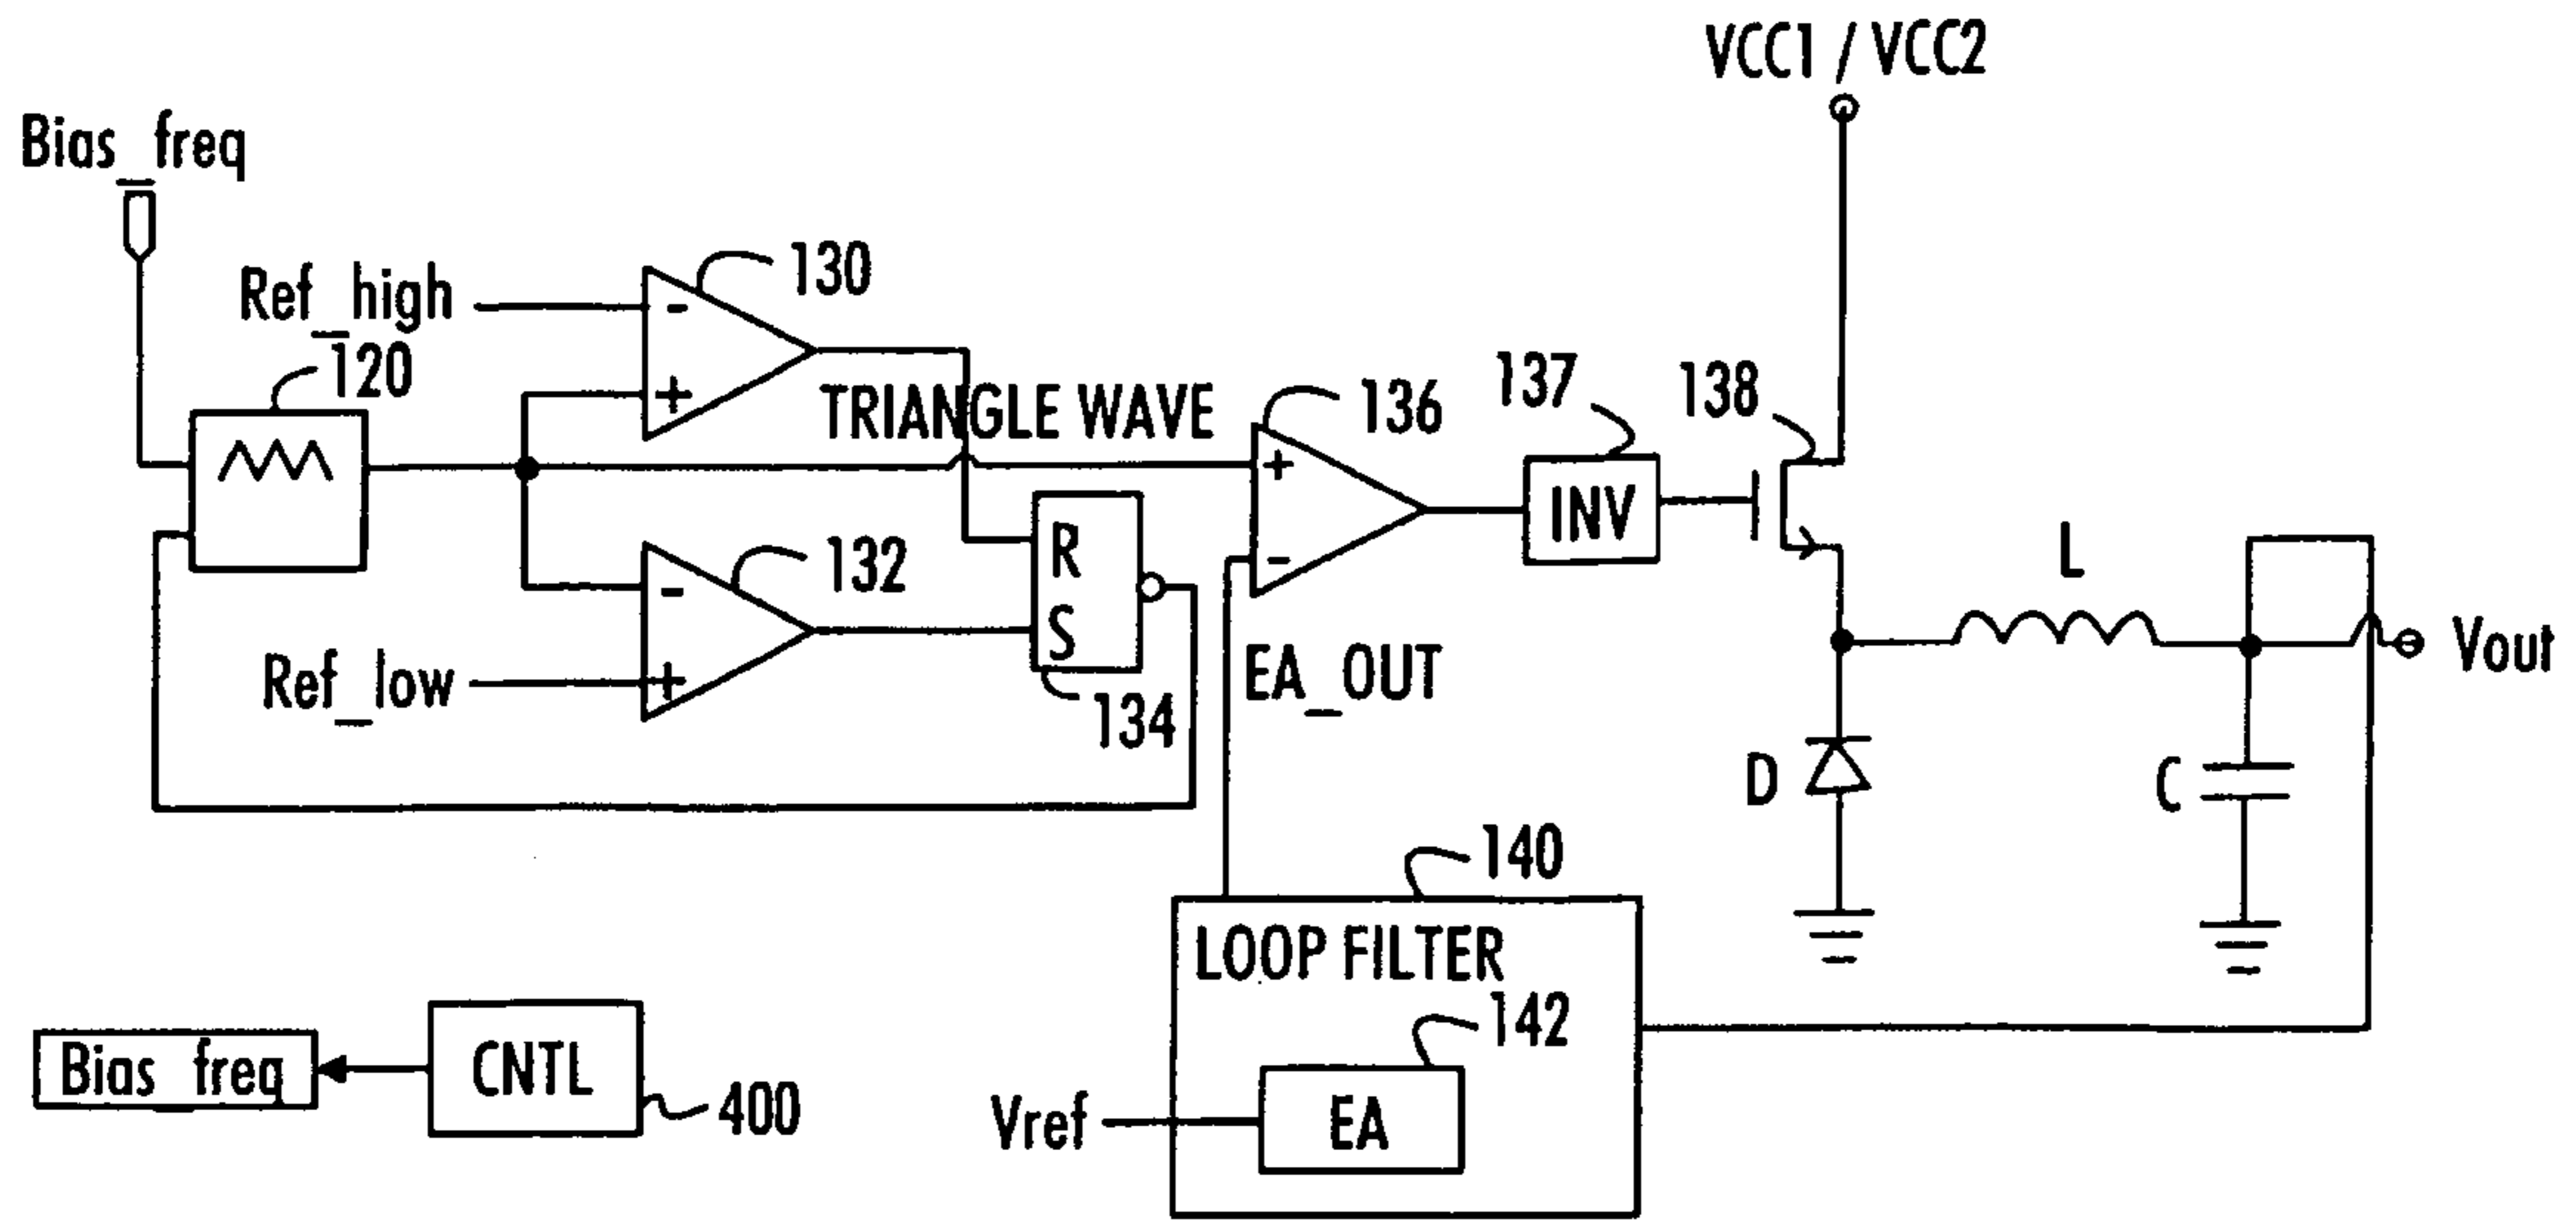 VCC1 / VCC2
Bias_freq
Ref_high
130
120
TRIANGLE WAVE
136
137
138
-
+
+
-
INV
R
S
132
-
+
Ref_low
134
EA_OUT
L
Vout
D
C
140
LOOP FILTER
142
Bias_freq
CNTL
400
Vref
EA